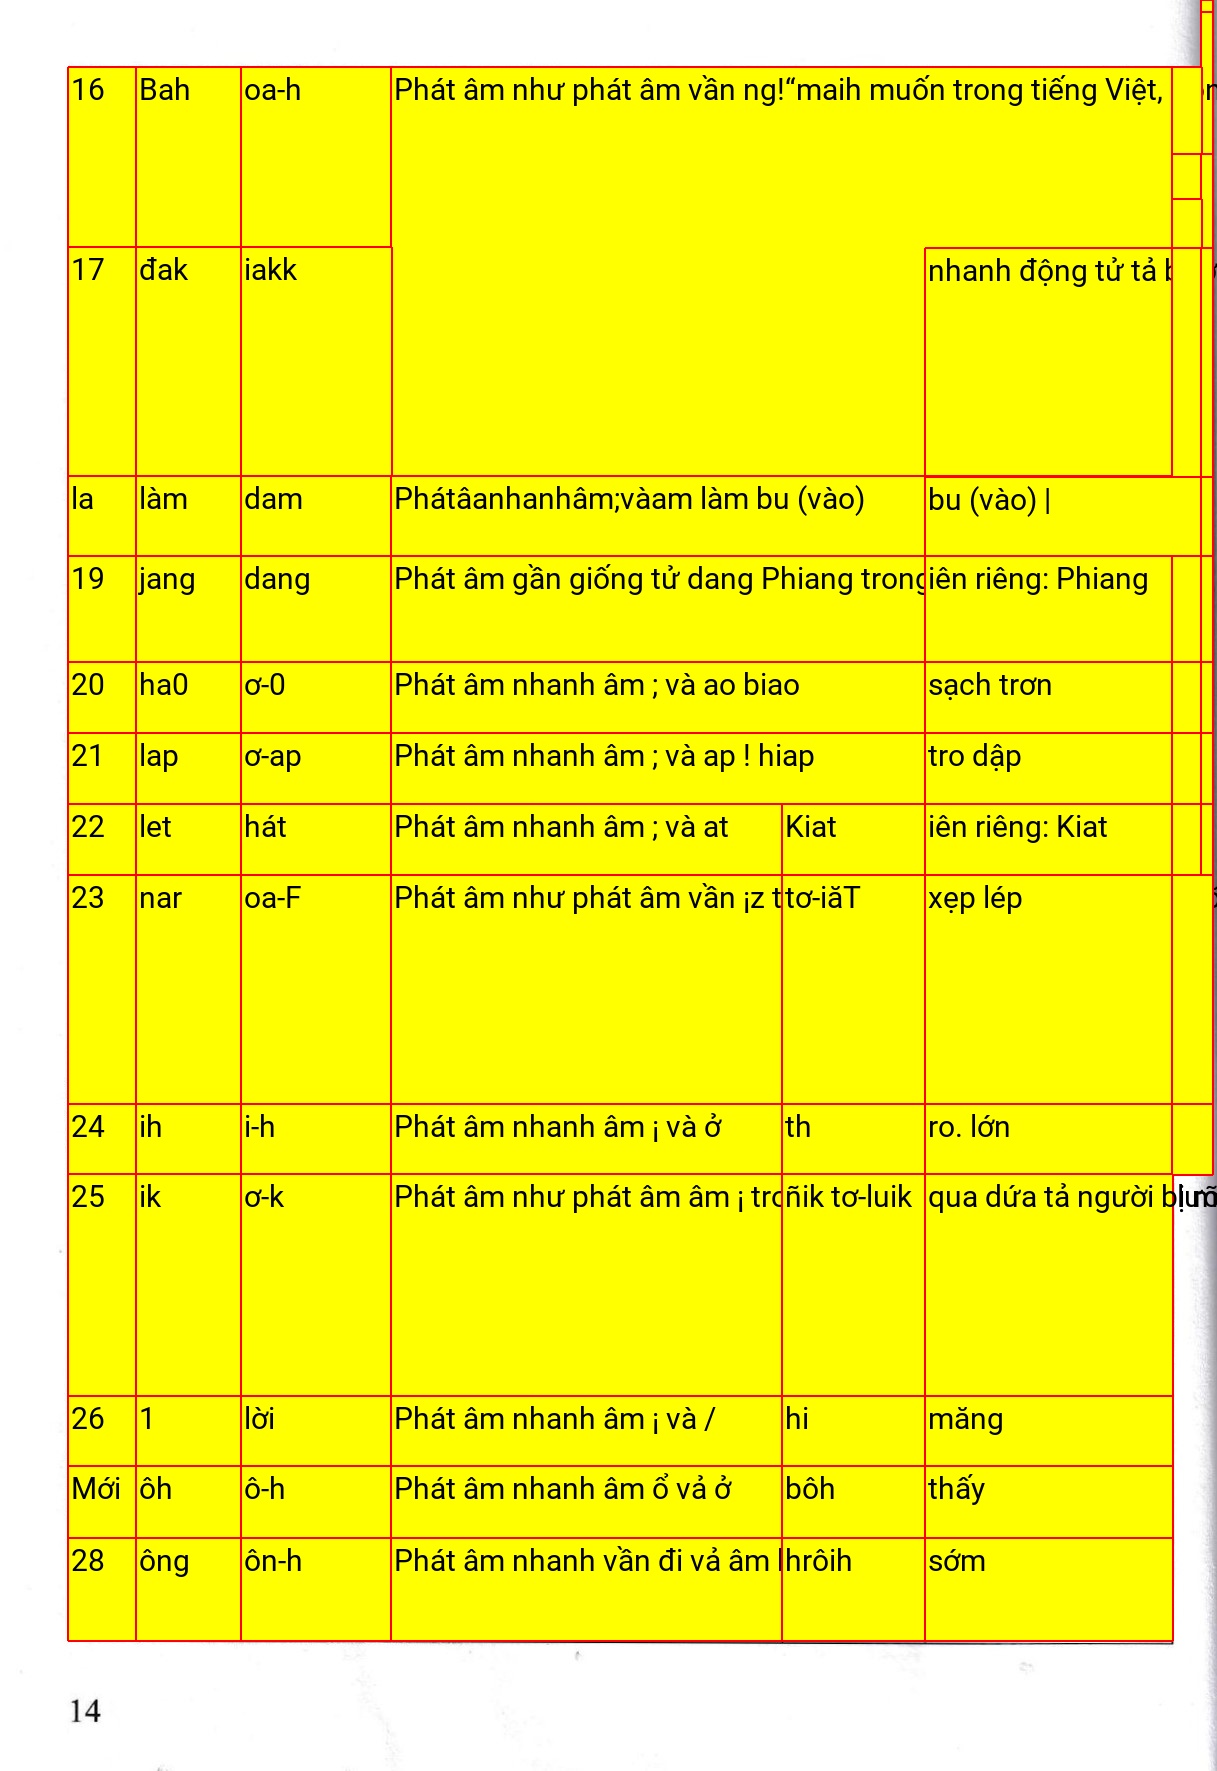 16 Bah oa-h Phát âm như phát âm vần ng!“maih muốn trong tiếng Việt,
17 đak iakk nhanh động tử tả
la làm dam Phátâanhanhâm;vàam làm bu (vào) bu (vào) |
19 jang dang Phát âm gần giống tử dang Phiang trong iên riêng: Phiang
20 ha0 ơ-0 Phát âm nhanh âm ; và ao biao sạch trơn
21 lap ơ-ap Phát âm nhanh âm ; và ap ! hiap tro dập
22 let hát Phát âm nhanh âm ; và at Kiat iên riêng: Kiat
23 nar oa-F Phát âm như phát âm vần ¡z tơ-iăT xẹp lép
24 ih i-h Phát âm nhanh âm ¡ và ở th ro. lớn
25 ik ơ-k Phát âm như phát âm âm ¡ ñik tơ-luik qua dứa tả người
26 1 lời Phát âm nhanh âm ¡ và / hi măng
Mới ôh ô-h Phát âm nhanh âm ổ vả ở bôh thấy
28 ông ôn-h Phát âm nhanh vần đi vả âm hrôih sớm
14